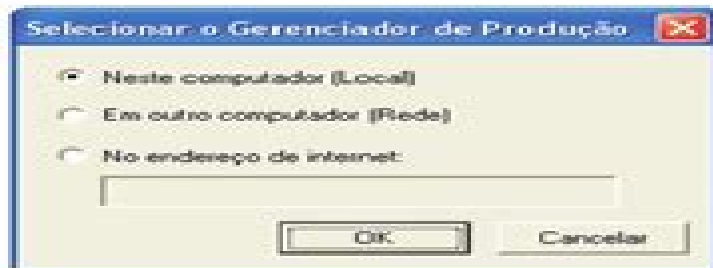 Selecionar o Gerenciador de Produção
Neste computador (Local)
Em outro computador (Rede)
No endereço de internet:
OK
Cancelar